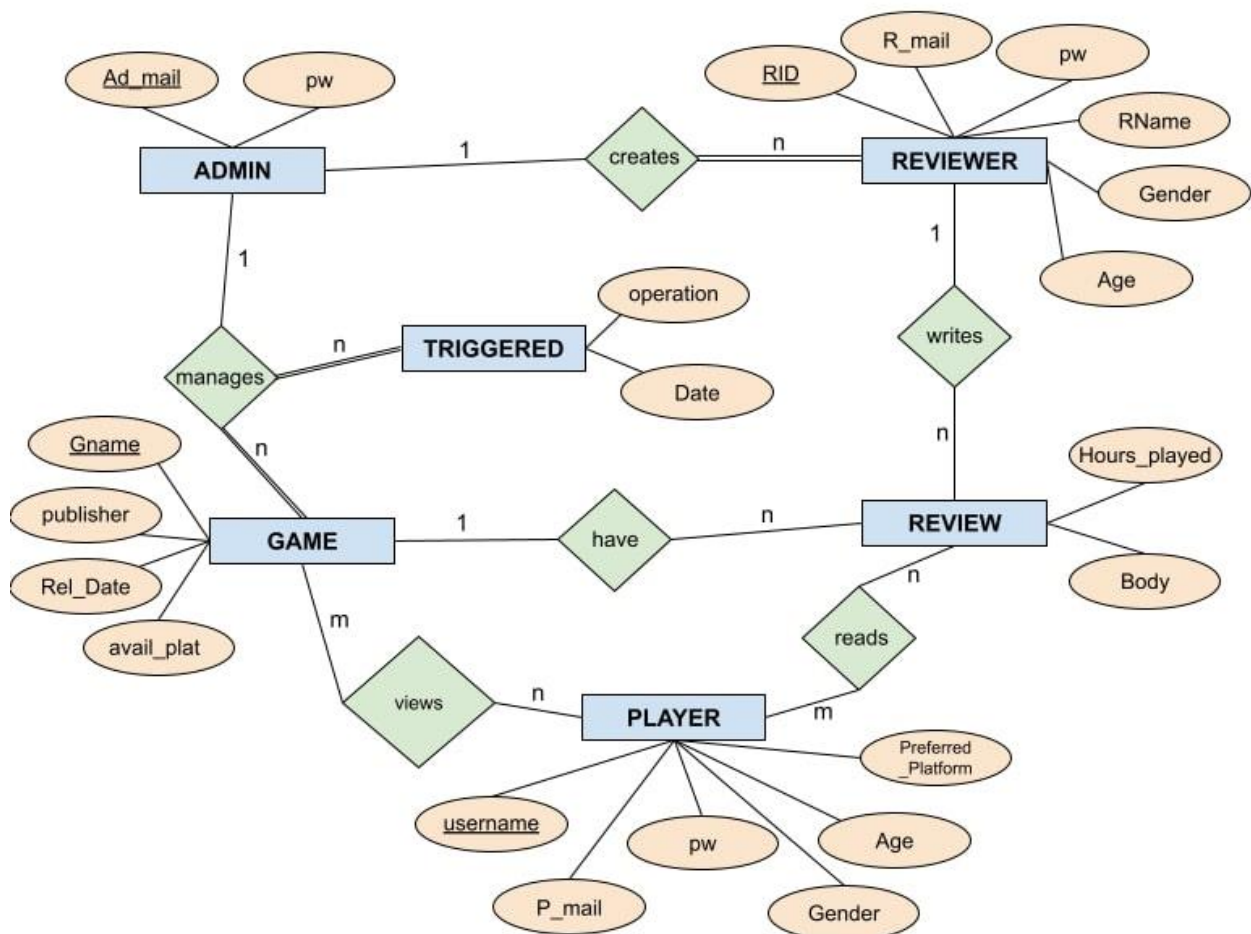 R_mail
Ad_mail
pw
RID
pw
RName
ADMIN
1
creates
n
REVIEWER
Gender
1
1
Age
operation
n
TRIGGERED
writes
manages
Date
Gname
n
n
Hours_played
publisher
GAME
1
have
n
REVIEW
Rel_Date
n
Body
m
avail_plat
reads
views
n
PLAYER
m
Preferred
_Platform
username
pw
Age
P_mail
Gender